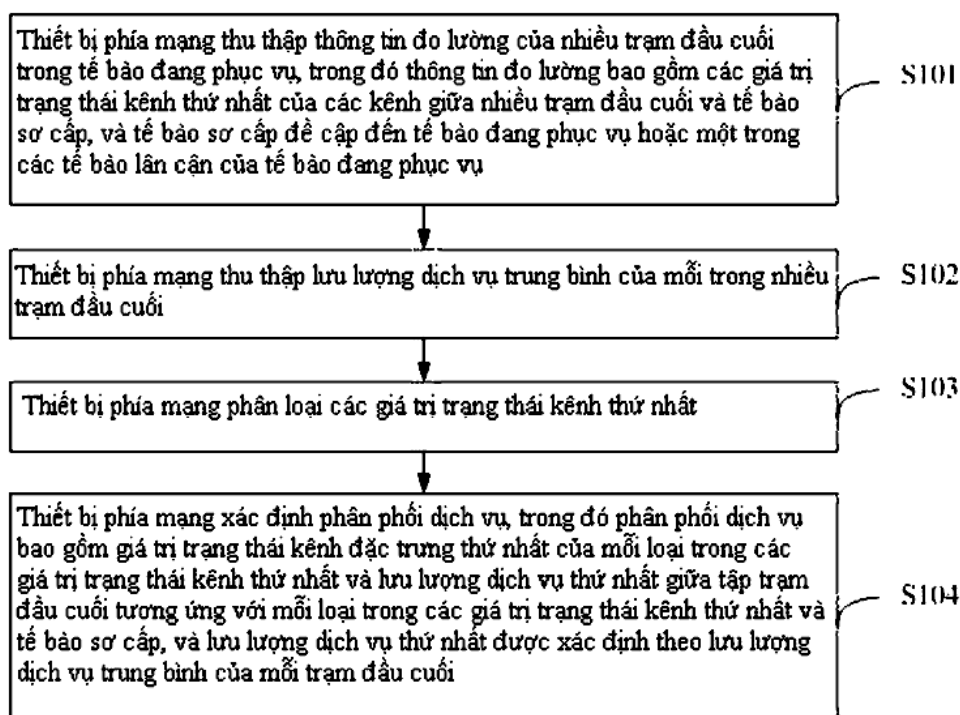 Thiết bị phía mạng thu thập thông tin đo lường của nhiều trạm đầu cuối
trong tế bào đang phục vụ, trong đó thông tin đo lường bao gồm các giá trị
trạng thái kênh thứ nhất của các kênh giữa nhiều trạm đầu cuối và tế bào
sơ cấp, và tế bào sơ cấp đề cập đến tế bào đang phục vụ hoặc một trong
các tế bào lân cận của tế bào đang phục vụ
S101
Thiết bị phía mạng thu thập lưu lượng dịch vụ trung bình của mỗi trong nhiều
trạm đầu cuối
S102
Thiết bị phía mạng phân loại các giá trị trạng thái kênh thứ nhất
S103
Thiết bị phía mạng xác định phân phối dịch vụ, trong đó phân phối dịch vụ
bao gồm giá trị trạng thái kênh đặc trưng thứ nhất của mỗi loại trong các
giá trị trạng thái kênh thứ nhất và lưu lượng dịch vụ thứ nhất giữa tập trạm
đầu cuối tương ứng với mỗi loại trong các giá trị trạng thái kênh thứ nhất và
tế bào sơ cấp, và lưu lượng dịch vụ thứ nhất được xác định theo lưu lượng
dịch vụ trung bình của mỗi trạm đầu cuối
S104